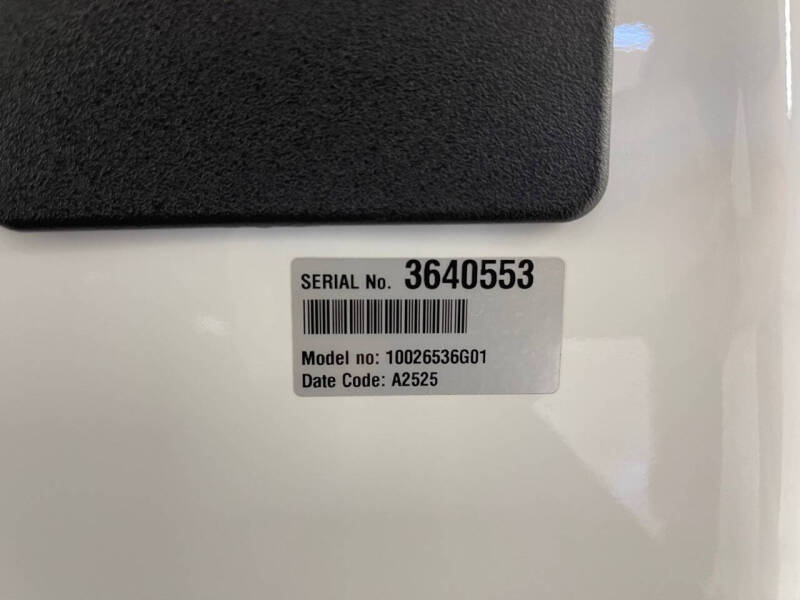 SERIAL No. 3640553
Model no: 10026536G01
Date Code: A2525